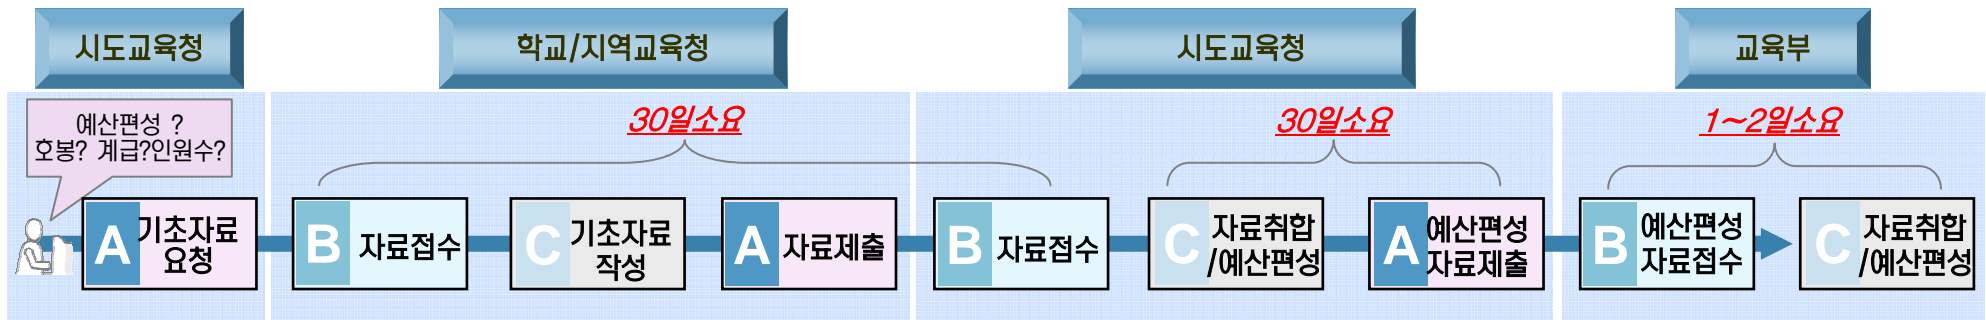 시도교육청
학교/지역교육청
시도교육청
교육부
예산편성 ?
호봉? 계급?인원수?
30일소요
30일소요
1~2일소요
A
기초자료
요청
B
자료접수
C
기초자료
작성
A
자료제출
B
자료접수
C
자료취합
/예산편성
A
예산편성
자료제출
B
예산편성
자료접수
C
자료취합
/예산편성